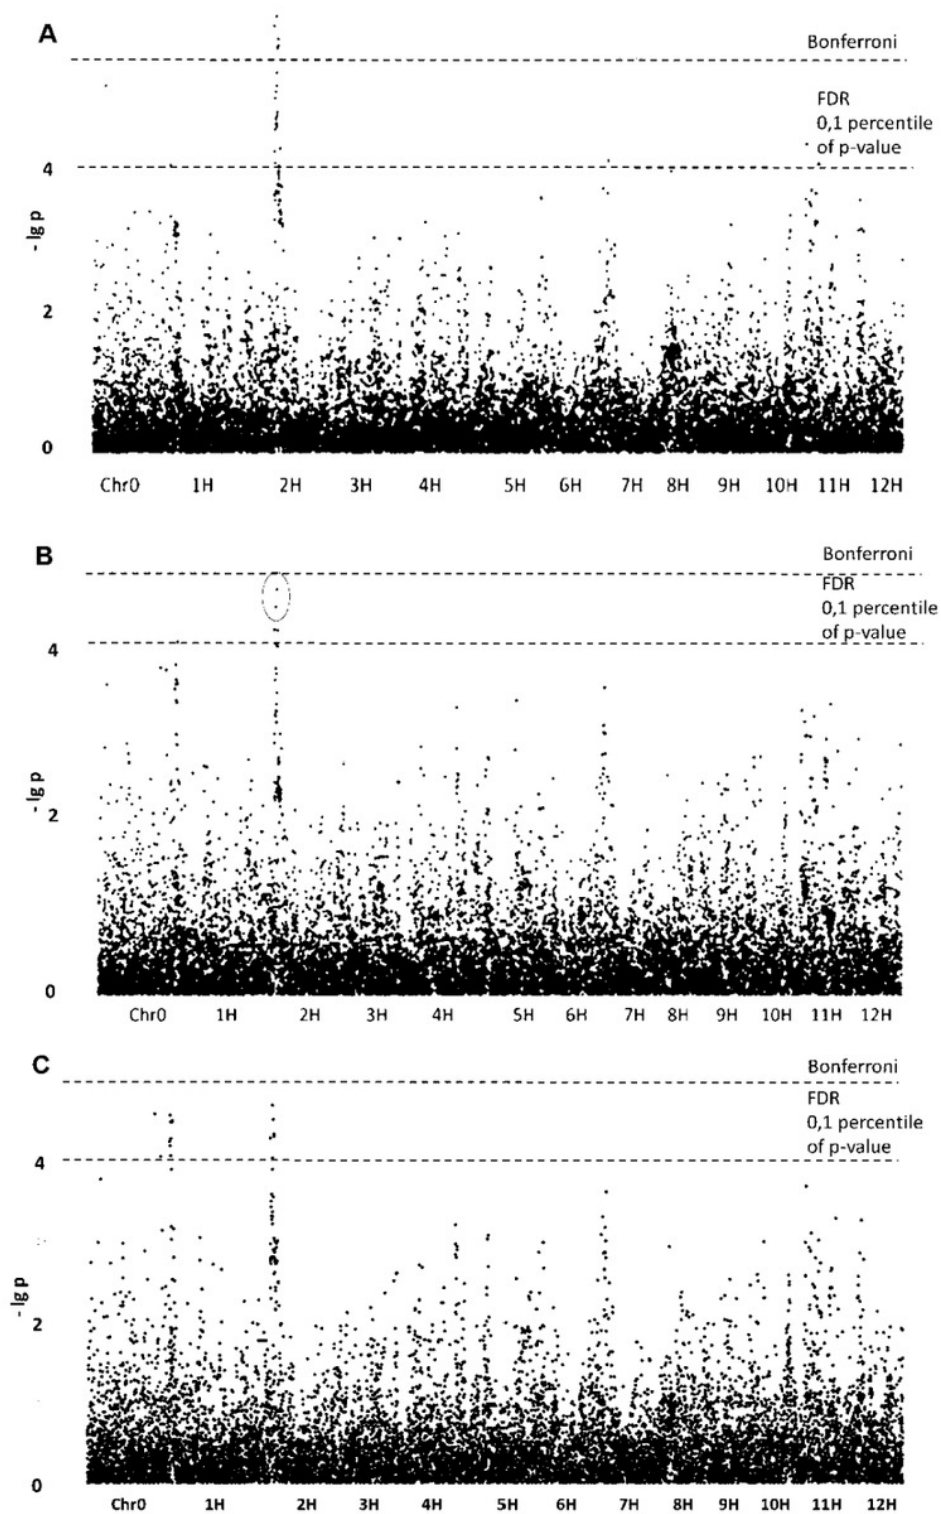 A
Bonferroni
FDR
0,1 percentile
of p-value
4
- lg p
2
0
Chr0 1H 2H 3H 4H 5H 6H 7H 8H 9H 10H 11H 12H
B
Bonferroni
FDR
0,1 percentile
of p-value
4
- lg p
2
0
Chr0 1H 2H 3H 4H 5H 6H 7H 8H 9H 10H 11H 12H
C
Bonferroni
FDR
0,1 percentile
of p-value
4
- lg p
2
0
Chr0 1H 2H 3H 4H 5H 6H 7H 8H 9H 10H 11H 12H